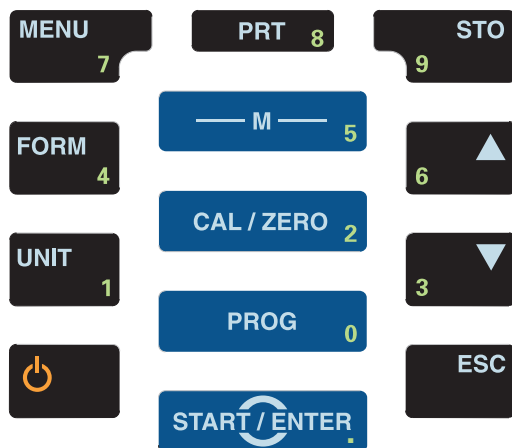 MENU 7
PRT 8
STO 9
M 5
FORM 4
6
CAL / ZERO 2
UNIT 1
3
PROG 0
ESC
START / ENTER .